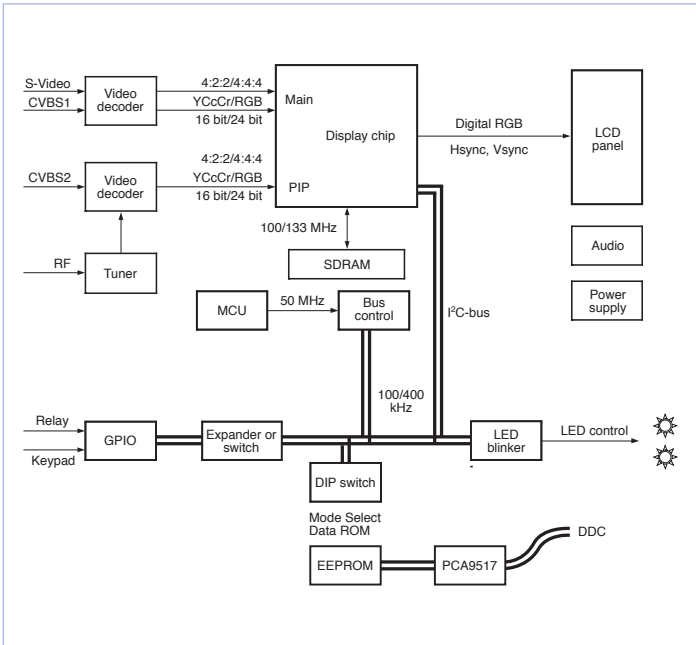 S-Video
CVBS1
Video
decoder
4:2:2/4:4:4
YCcCr/RGB
16 bit/24 bit
Main
Display chip
PIP
Digital RGB
Hsync, Vsync
LCD
panel
CVBS2
Video
decoder
4:2:2/4:4:4
YCcCr/RGB
16 bit/24 bit
RF
Tuner
100/133 MHz
SDRAM
Audio
Power
supply
MCU
50 MHz
Bus
control
I²C-bus
100/400
kHz
Relay
Keypad
GPIO
Expander or
switch
LED
blinker
LED control
DIP switch
Mode Select
Data ROM
EEPROM
PCA9517
DDC